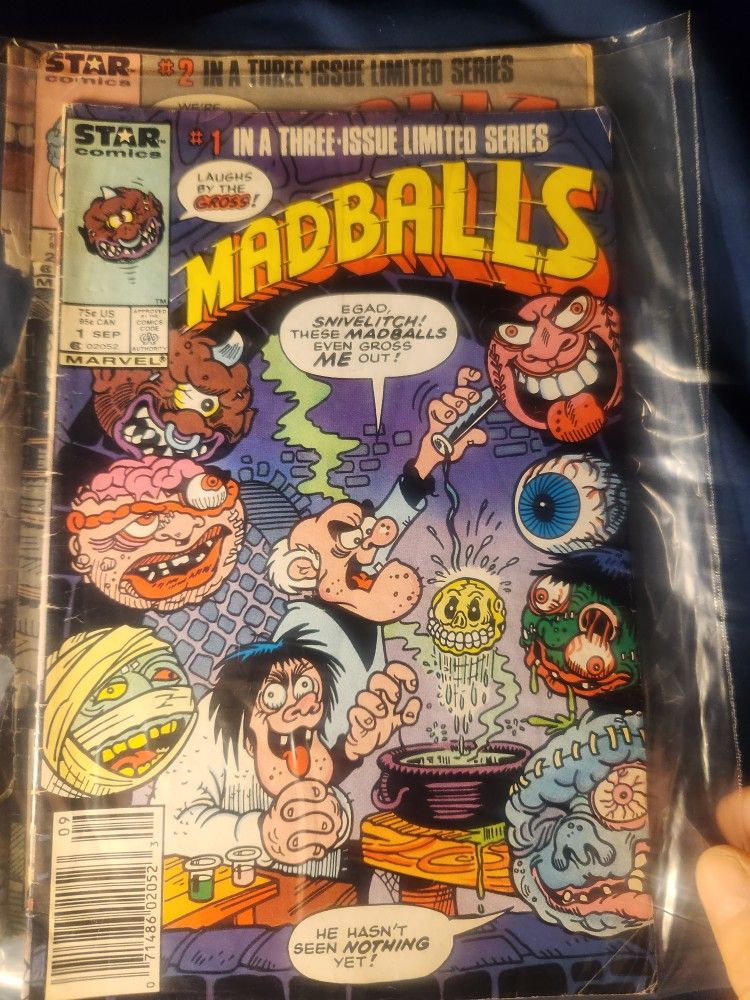 STAR
comics
#2 IN A THREE-ISSUE LIMITED SERIES
WE'RE
STAR
comics
#1 IN A THREE-ISSUE LIMITED SERIES
LAUGHS
BY THE
GROSS!
MADBALLS
TM
75¢ US
95¢ CAN
1 SEP
02052
APPROVED
BY THE
COMICS
CODE
AUTHORITY
MARVEL®
EGAD,
SNIVELITCH!
THESE MADBALLS
EVEN GROSS
ME OUT!
HE HASN'T
SEEN NOTHING
YET!
09
0 71486 02052 3